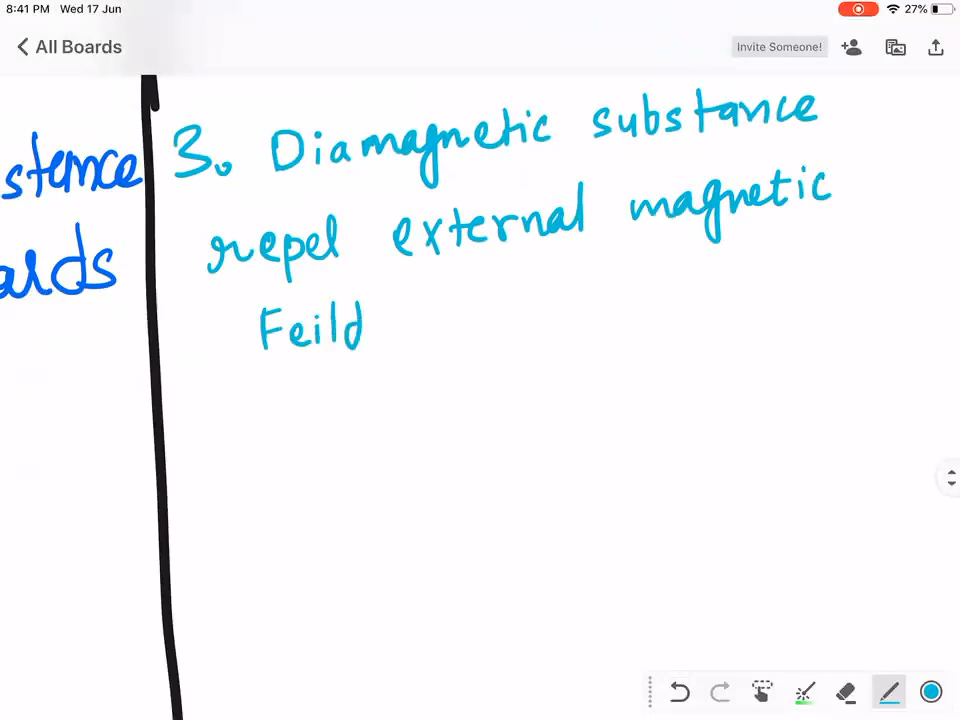 8:41 PM Wed 17 Jun
27%
All Boards
Invite Someone!
3. Diamagnetic substance
repel external magnetic
Feild
stance
ards